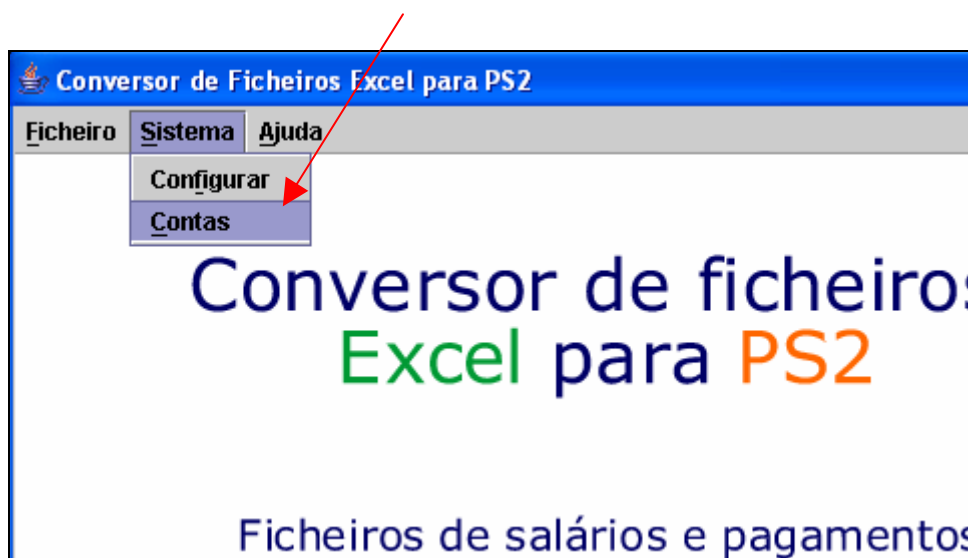 Conversor de Ficheiros Excel para PS2
Ficheiro Sistema Ajuda
Configurar
Contas
Conversor de ficheiros
Excel para PS2
Ficheiros de salários e pagamentos